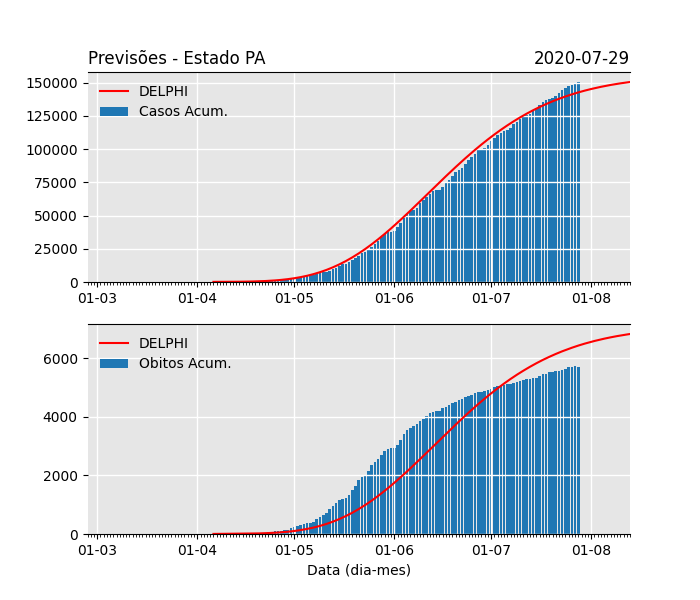 Previsões - Estado PA 2020-07-29
150000
125000
100000
75000
50000
25000
0
DELPHI
Casos Acum.
01-03 01-04 01-05 01-06 01-07 01-08
6000
4000
2000
0
DELPHI
Obitos Acum.
01-03 01-04 01-05 01-06 01-07 01-08
Data (dia-mes)